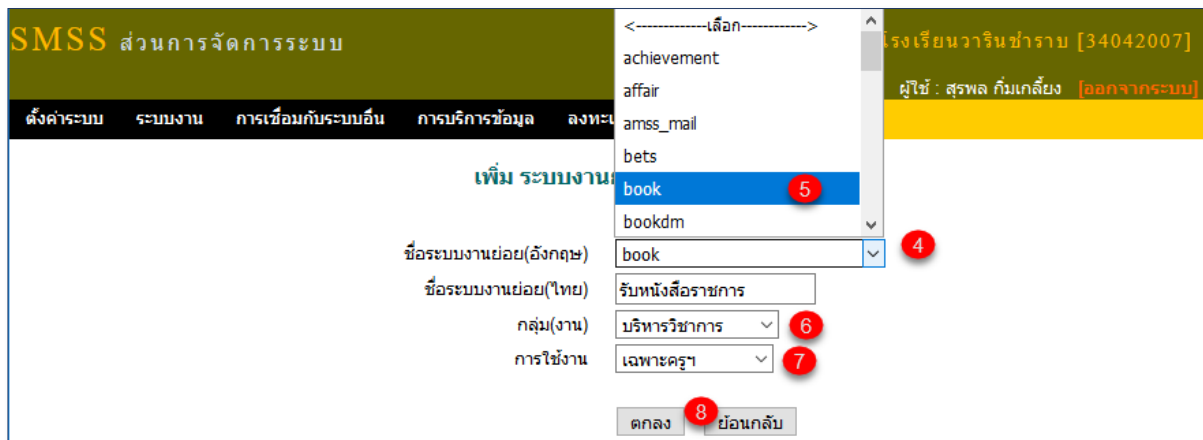 <-------------เลือก------------>
SMSS ส่วนการจัดการระบบ
โรงเรียนวารินชำราบ [34042007]
achievement
affair
ผู้ใช้ : สุรพล กิ่มเกลี้ยง [ออกจากระบบ]
ตั้งค่าระบบ ระบบงาน การเชื่อมกับระบบอื่น การบริการข้อมูล
amss_mail
bets
เพิ่ม
book 5
bookdm
ชื่อระบบงานย่อย(อังกฤษ) book 4
ชื่อระบบงานย่อย(ไทย) รับหนังสือราชการ
กลุ่ม(งาน) บริหารวิชาการ 6
การใช้งาน เฉพาะครูฯ 7
ตกลง 8 ย้อนกลับ